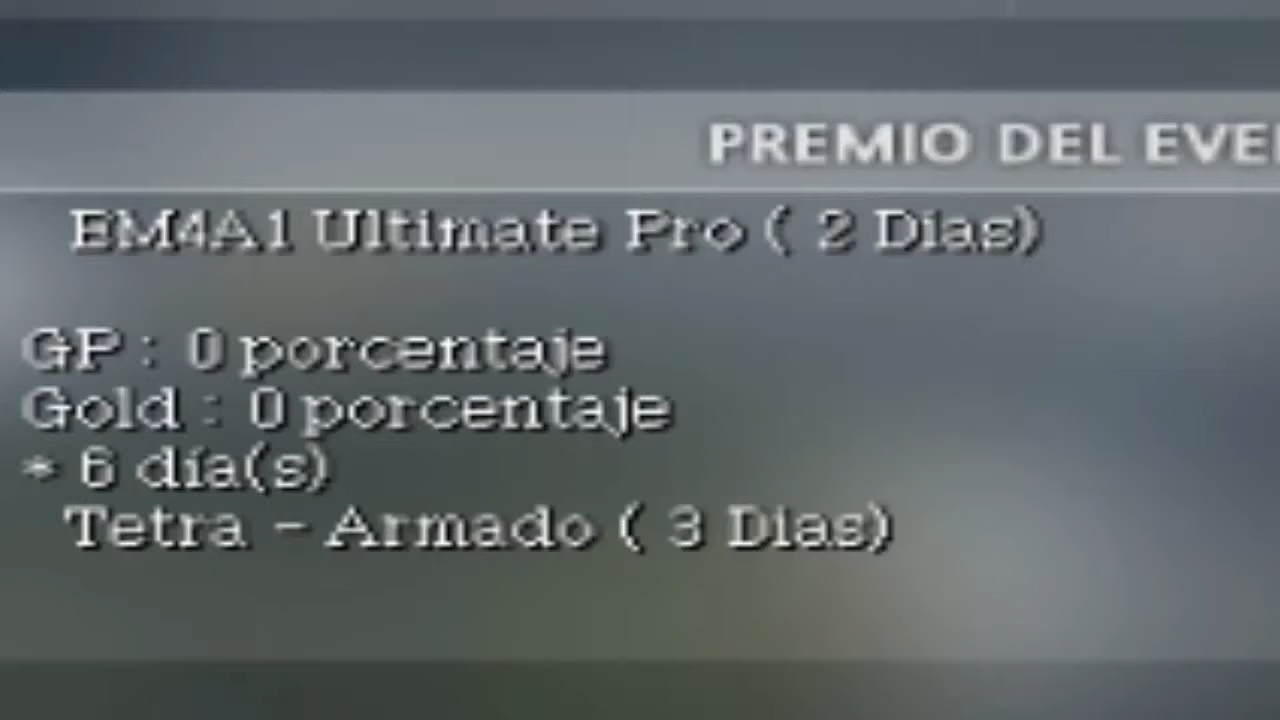 PREMIO DEL EVE
EM4A1 Ultimate Pro ( 2 Dias)
GP : 0 porcentaje
Gold : 0 porcentaje
* 6 día(s)
Tetra - Armado ( 3 Dias)